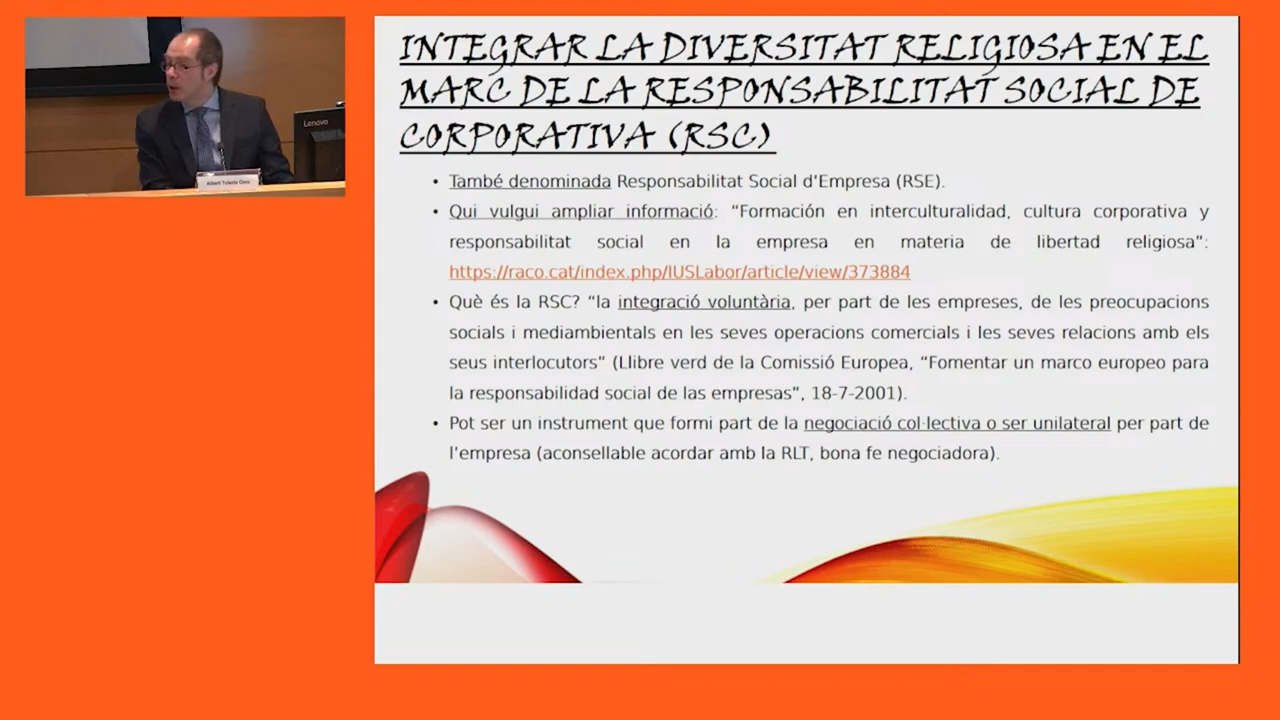 Lenovo
Albert Toledo Oms
INTEGRAR LA DIVERSITAT RELIGIOSA EN EL
MARC DE LA RESPONSABILITAT SOCIAL DE
CORPORATIVA (RSC)
• També denominada Responsabilitat Social d’Empresa (RSE).
• Qui vulgui ampliar informació: “Formación en interculturalidad, cultura corporativa y
responsabilitat social en la empresa en materia de libertad religiosa”:
https://raco.cat/index.php/IUSLabor/article/view/373884
• Què és la RSC? “la integració voluntària, per part de les empreses, de les preocupacions
socials i mediambientals en les seves operacions comercials i les seves relacions amb els
seus interlocutors” (Llibre verd de la Comissió Europea, “Fomentar un marco europeo para
la responsabilidad social de las empresas”, 18-7-2001).
• Pot ser un instrument que formi part de la negociació col·lectiva o ser unilateral per part de
l’empresa (aconsellable acordar amb la RLT, bona fe negociadora).